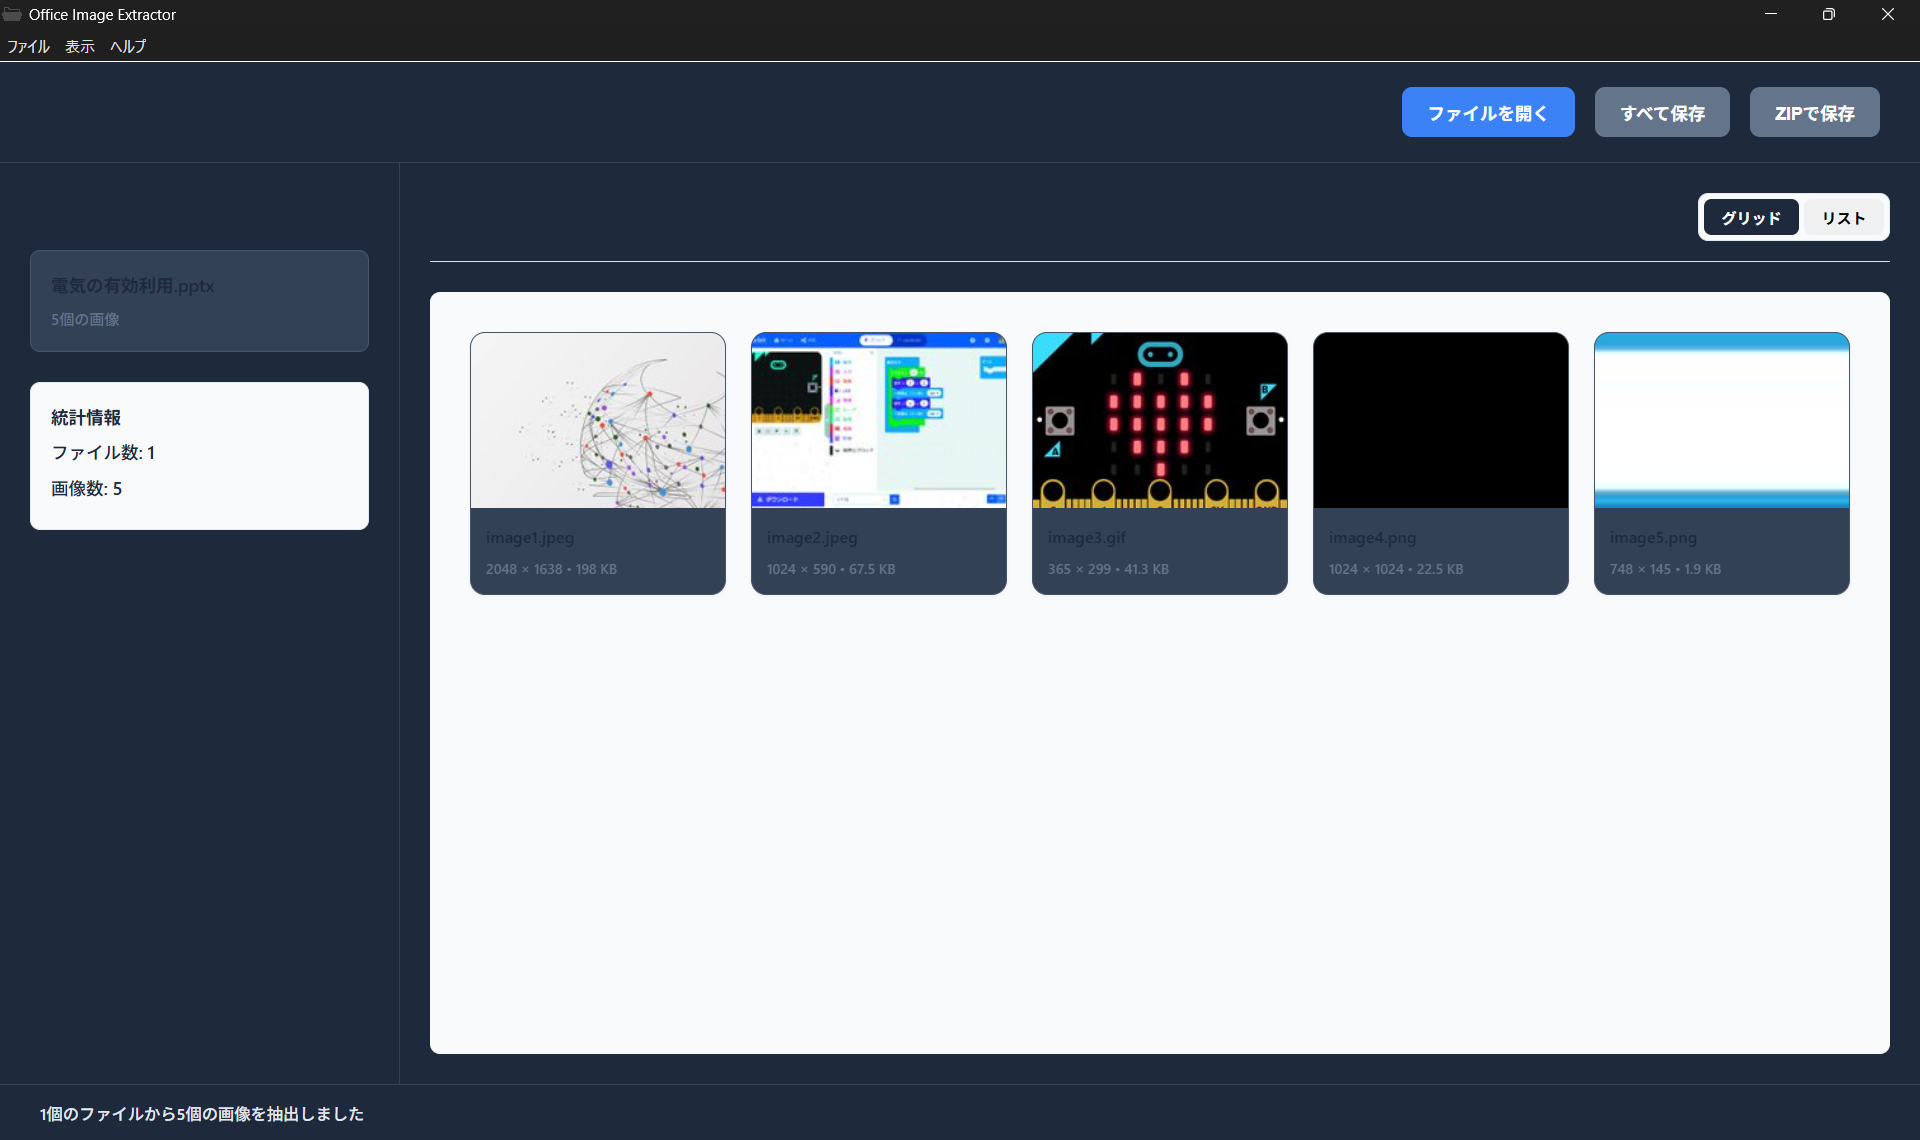 Office Image Extractor
ファイル 表示 ヘルプ
ファイルを開く すべて保存 ZIPで保存
グリッド リスト
電気の有効利用.pptx
5個の画像
統計情報
ファイル数: 1
画像数: 5
ダウンロード
B
A
image1.jpeg
2048 × 1638 • 198 KB
image2.jpeg
1024 × 590 • 67.5 KB
image3.gif
365 × 299 • 41.3 KB
image4.png
1024 × 1024 • 22.5 KB
image5.png
748 × 145 • 1.9 KB
1個のファイルから5個の画像を抽出しました